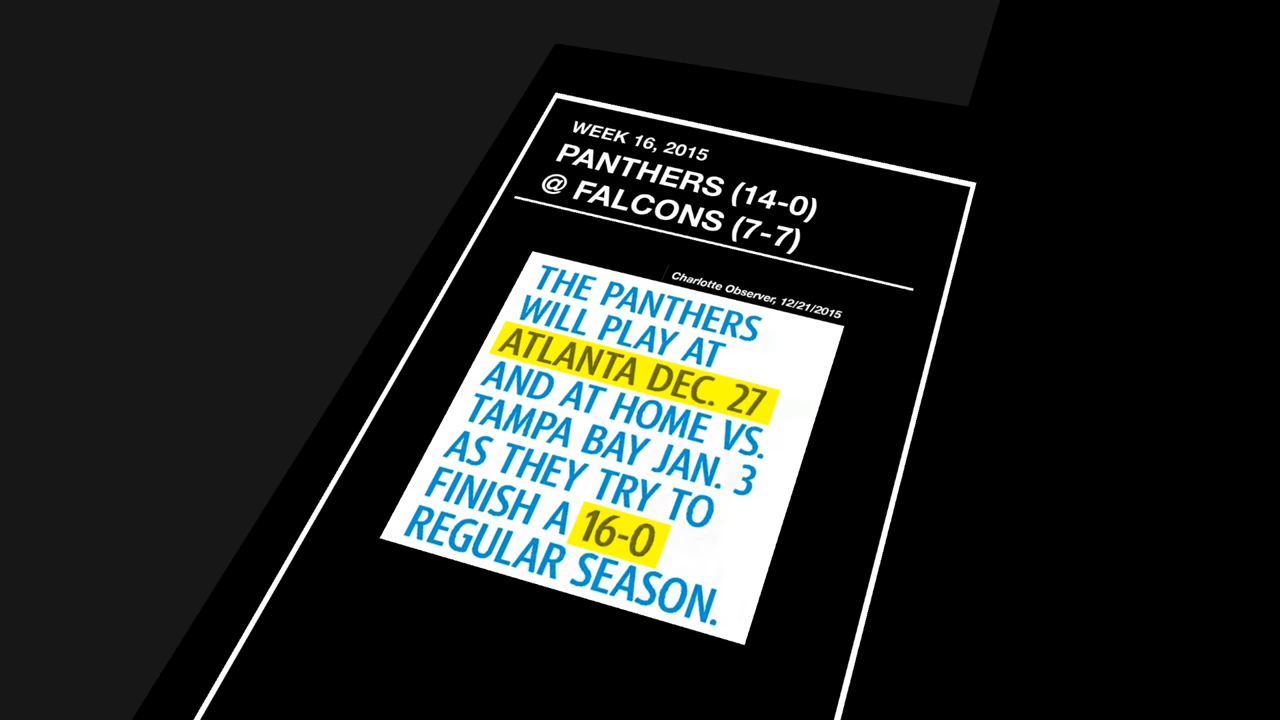 WEEK 16, 2015
PANTHERS (14-0)
@ FALCONS (7-7)
Charlotte Observer, 12/21/2015
THE PANTHERS
WILL PLAY AT
ATLANTA DEC. 27
AND AT HOME VS.
TAMPA BAY JAN. 3
AS THEY TRY TO
FINISH A 16-0
REGULAR SEASON.